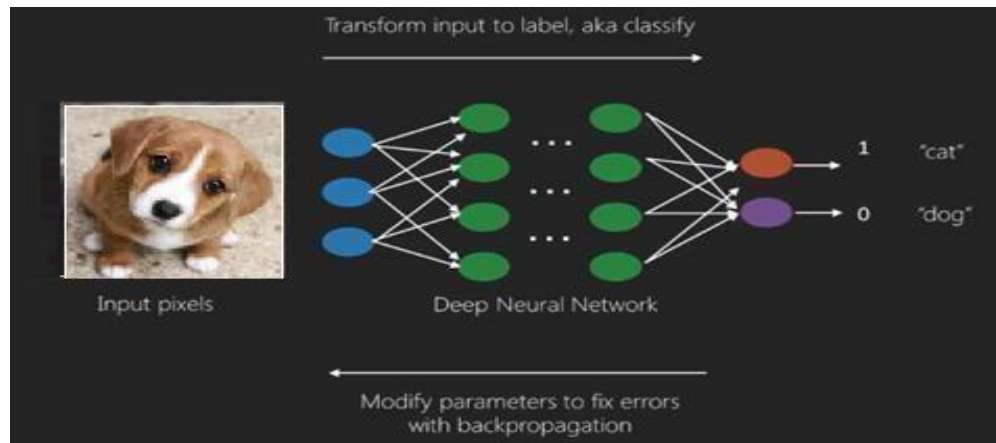 Transform input to label, aka classify
1 "cat"
0 "dog"
Input pixels
Deep Neural Network
Modify parameters to fix errors
with backpropagation